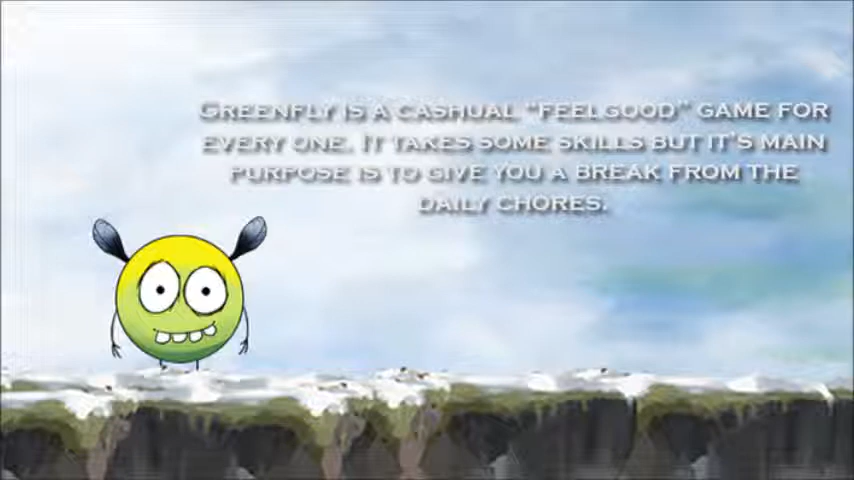 Greenfly is a cashual "feelgood" game for
every one. It takes some skills but it's main
purpose is to give you a break from the
daily chores.